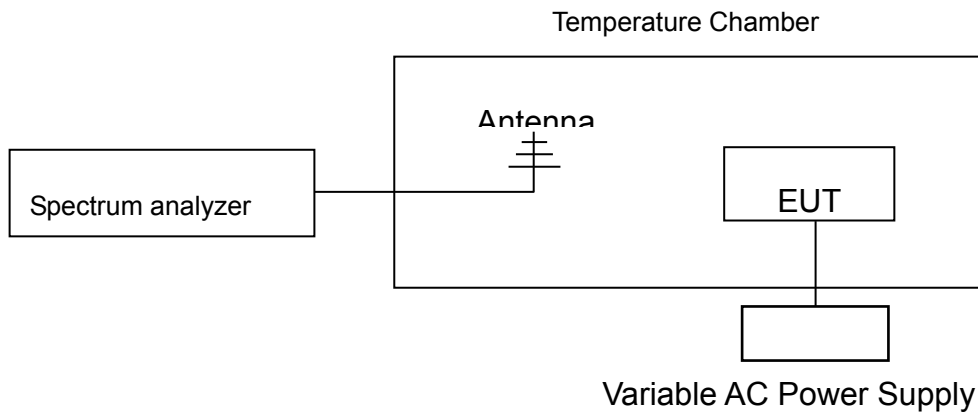 Temperature Chamber
Antenna
Spectrum analyzer
EUT
Variable AC Power Supply